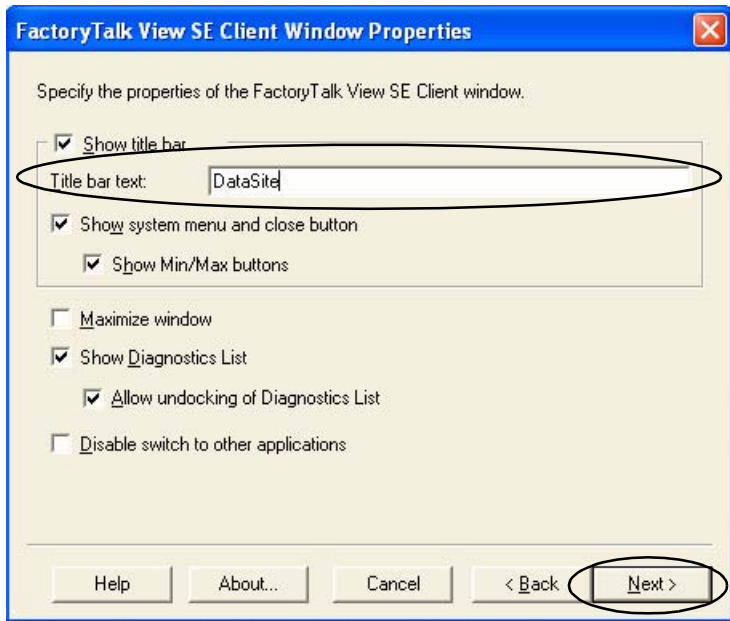 FactoryTalk View SE Client Window Properties
Specify the properties of the FactoryTalk View SE Client window.
Show title bar
Title bar text: DataSite
Show system menu and close button
Show Min/Max buttons
Maximize window
Show Diagnostics List
Allow undocking of Diagnostics List
Disable switch to other applications
Help About... Cancel < Back Next >